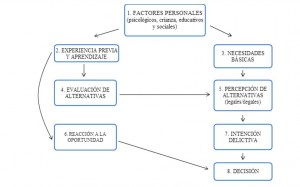 1. FACTORES PERSONALES
(psicológicos, crianza, educativos
y sociales)
2. EXPERIENCIA PREVIA
Y APRENDIZAJE
3. NECESIDADES
BÁSICAS
4. EVALUACIÓN DE
ALTERNATIVAS
5. PERCEPCIÓN DE
ALTERNATIVAS
(legales/ilegales)
6. REACCIÓN A LA
OPORTUNIDAD
7. INTENCIÓN
DELICTIVA
8. DECISIÓN